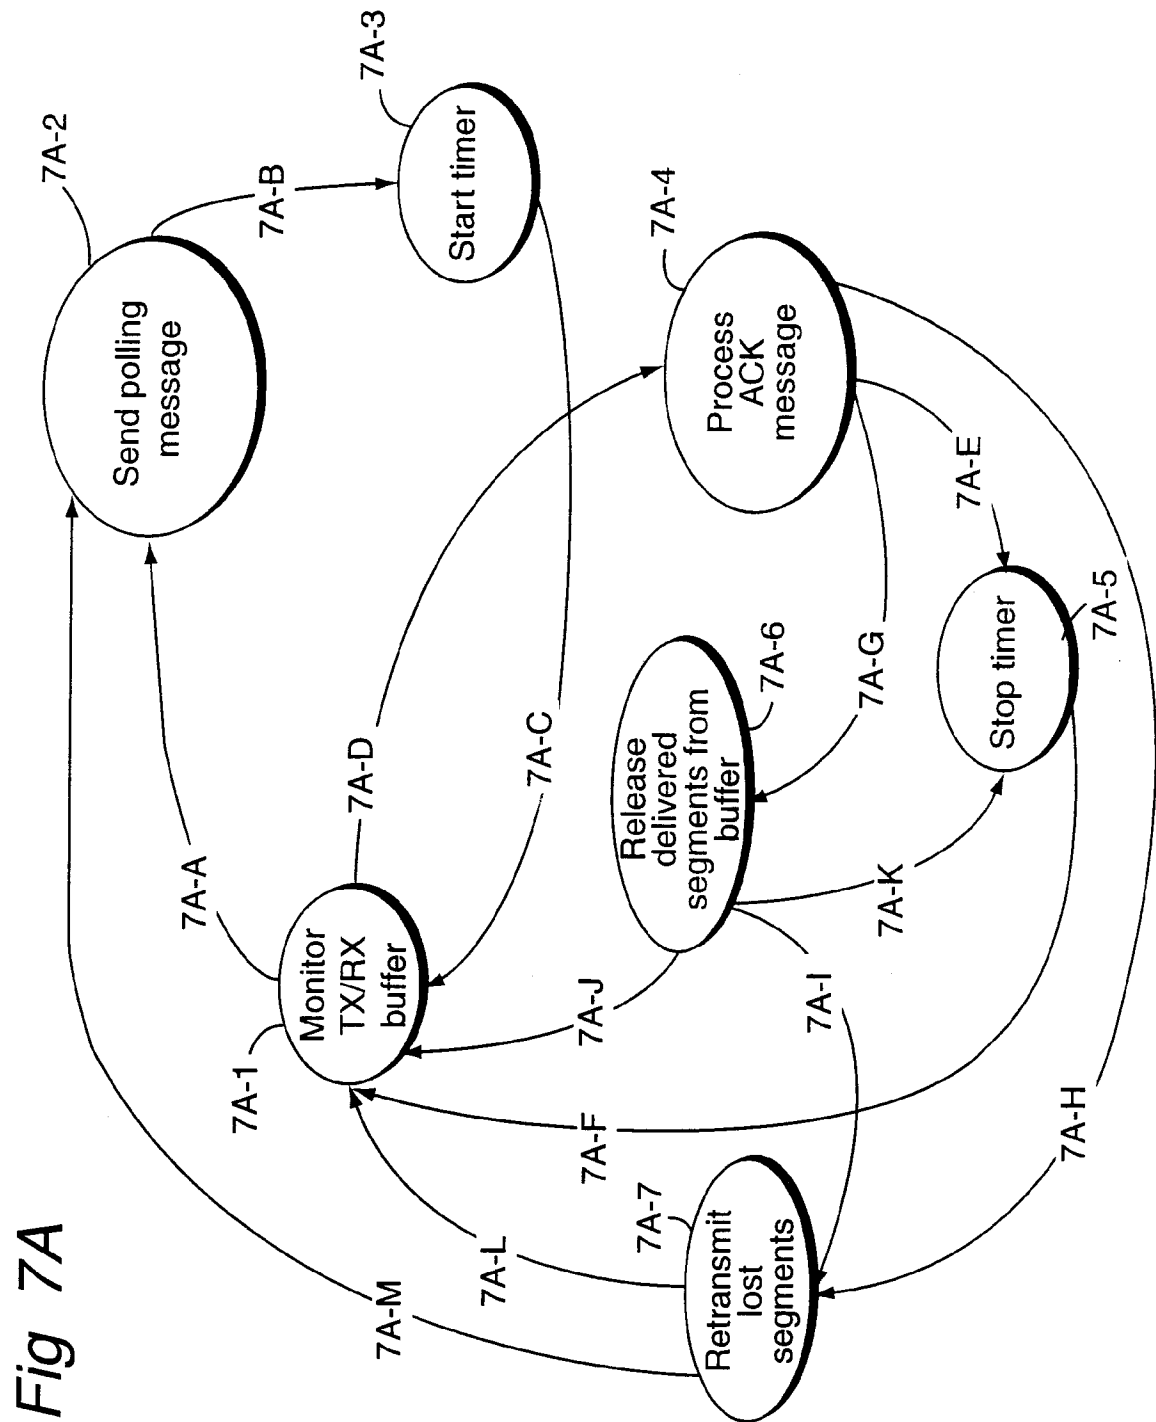 Fig 7A
7A-2
Send polling
message
7A-B
7A-3
Start timer
7A-A
7A-1
Monitor
TX/RX
buffer
7A-D
7A-C
7A-4
Process
ACK
message
7A-E
7A-G
7A-6
Release
delivered
segments from
buffer
7A-5
Stop timer
7A-K
7A-I
7A-J
7A-F
7A-H
7A-7
Retransmit
lost
segments
7A-L
7A-M